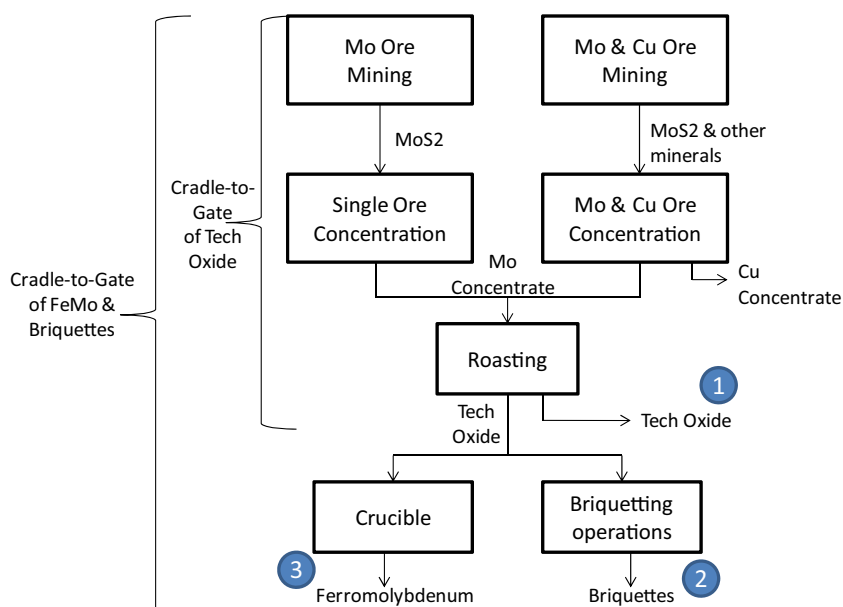 Mo Ore
Mining
Mo & Cu Ore
Mining
MoS2
MoS2 & other
minerals
Cradle-to-
Gate
of Tech
Oxide
Single Ore
Concentration
Mo & Cu Ore
Concentration
Mo
Concentrate
Cu
Concentrate
Cradle-to-Gate
of FeMo &
Briquettes
Roasting
1
Tech
Oxide
Tech Oxide
Crucible
Briquetting
operations
3
2
Ferromolybdenum
Briquettes